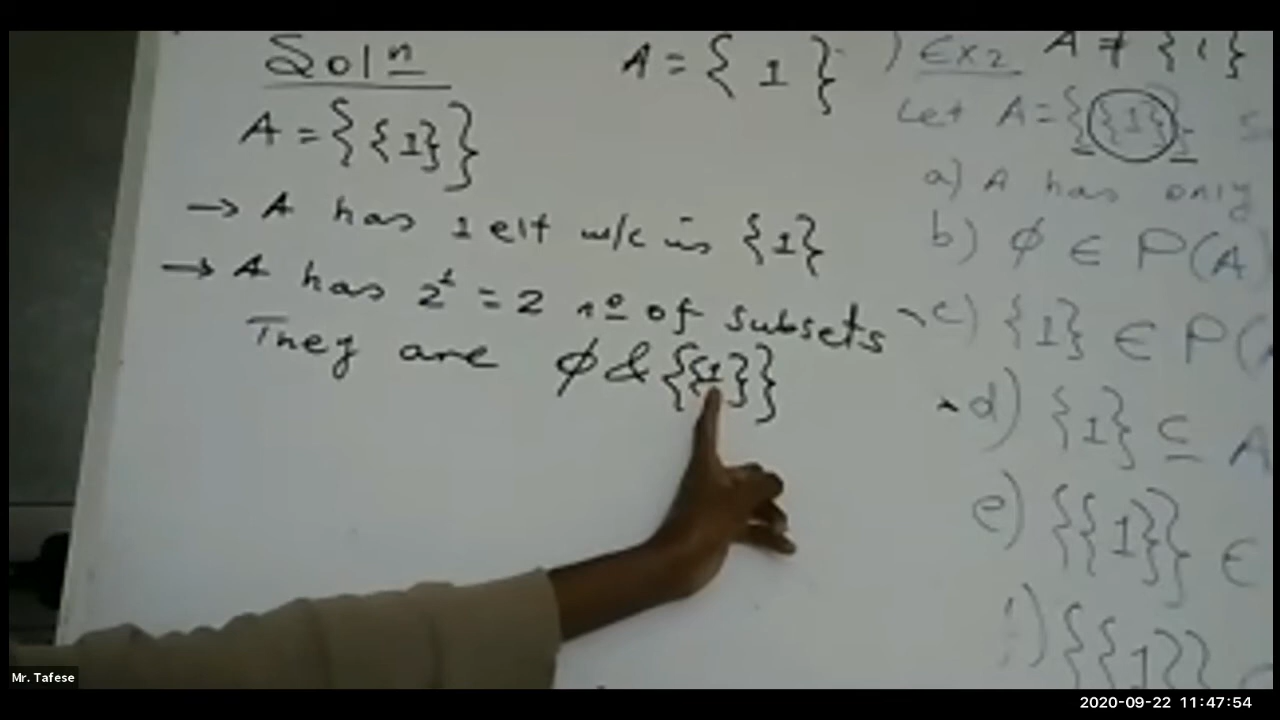 Soln
A = {{1}}
→ A has 1 elt w/c is {1}
→ A has 2¹ = 2 nº of subsets
They are ϕ & {{1}}
A = {1}
Ex2 A ≠ {1}
Let A = {{1}}
a) A has only
b) ϕ ∈ P(A)
c) {1} ∈ P(
d) {1} ⊆ A
e) {{1}} ∈
f) {{1}}
Mr. Tafese
2020-09-22 11:47:54